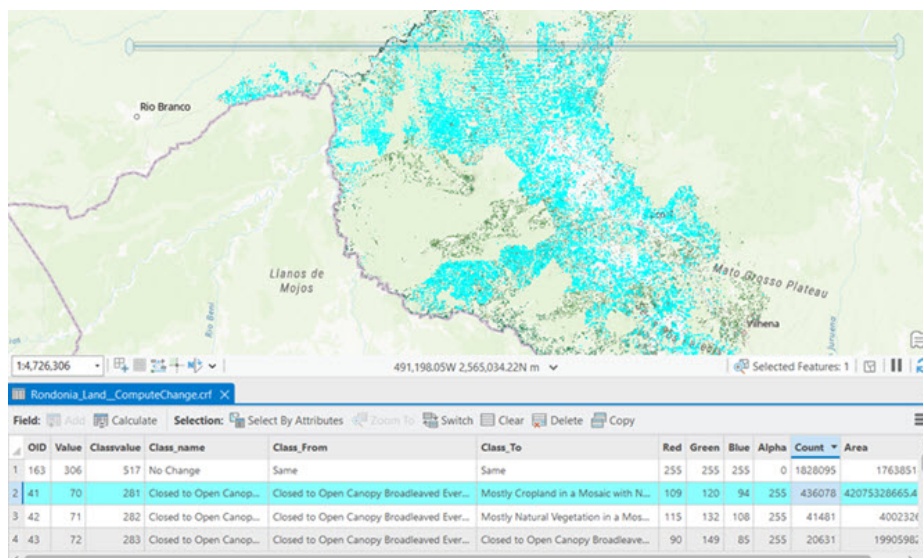 Rio Branco
Llanos de
Mojos
Rio Beni
Mato Grosso Plateau
Vilhena
1:4,726,306
491,198.05W 2,565,034.22N m
Selected Features: 1
Rondonia_Land__ComputeChange.crf
Field: Add Calculate Selection: Select By Attributes Zoom To Switch Clear Delete Copy
OID Value Classvalue Class_name Class_From Class_To Red Green Blue Alpha Count Area
1 163 306 517 No Change Same Same 255 255 255 0 1828095 1763851
2 41 70 281 Closed to Open Canop... Closed to Open Canopy Broadleaved Ever... Mostly Cropland in a Mosaic with N... 109 120 94 255 436078 42075328665.4
3 42 71 282 Closed to Open Canop... Closed to Open Canopy Broadleaved Ever... Mostly Natural Vegetation in a Mos... 115 132 108 255 41481 4002326
4 43 72 283 Closed to Open Canop... Closed to Open Canopy Broadleaved Ever... Closed to Open Canopy Broadleave... 90 149 85 255 20631 19905982